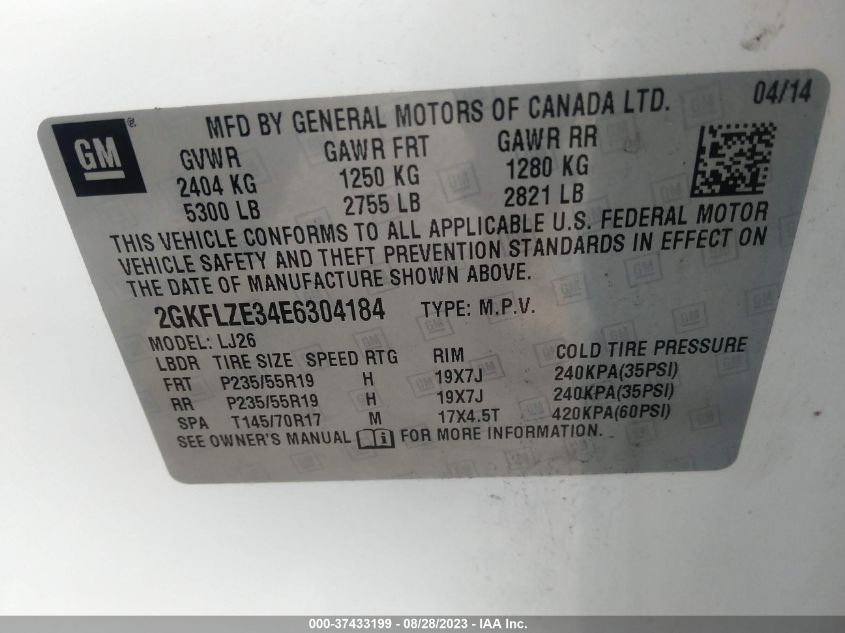 GM ® MFD BY GENERAL MOTORS OF CANADA LTD. 04/14
GVWR GAWR FRT GAWR RR
2404 KG 1250 KG 1280 KG
5300 LB 2755 LB 2821 LB
THIS VEHICLE CONFORMS TO ALL APPLICABLE U.S. FEDERAL MOTOR
VEHICLE SAFETY AND THEFT PREVENTION STANDARDS IN EFFECT ON
THE DATE OF MANUFACTURE SHOWN ABOVE.
2GKFLZE34E6304184 TYPE: M.P.V.
MODEL: LJ26
LBDR TIRE SIZE SPEED RTG RIM COLD TIRE PRESSURE
FRT P235/55R19 H 19X7J 240KPA(35PSI)
RR P235/55R19 H 19X7J 240KPA(35PSI)
SPA T145/70R17 M 17X4.5T 420KPA(60PSI)
SEE OWNER'S MANUAL i FOR MORE INFORMATION.
000-37433199 - 08/28/2023 - IAA Inc.